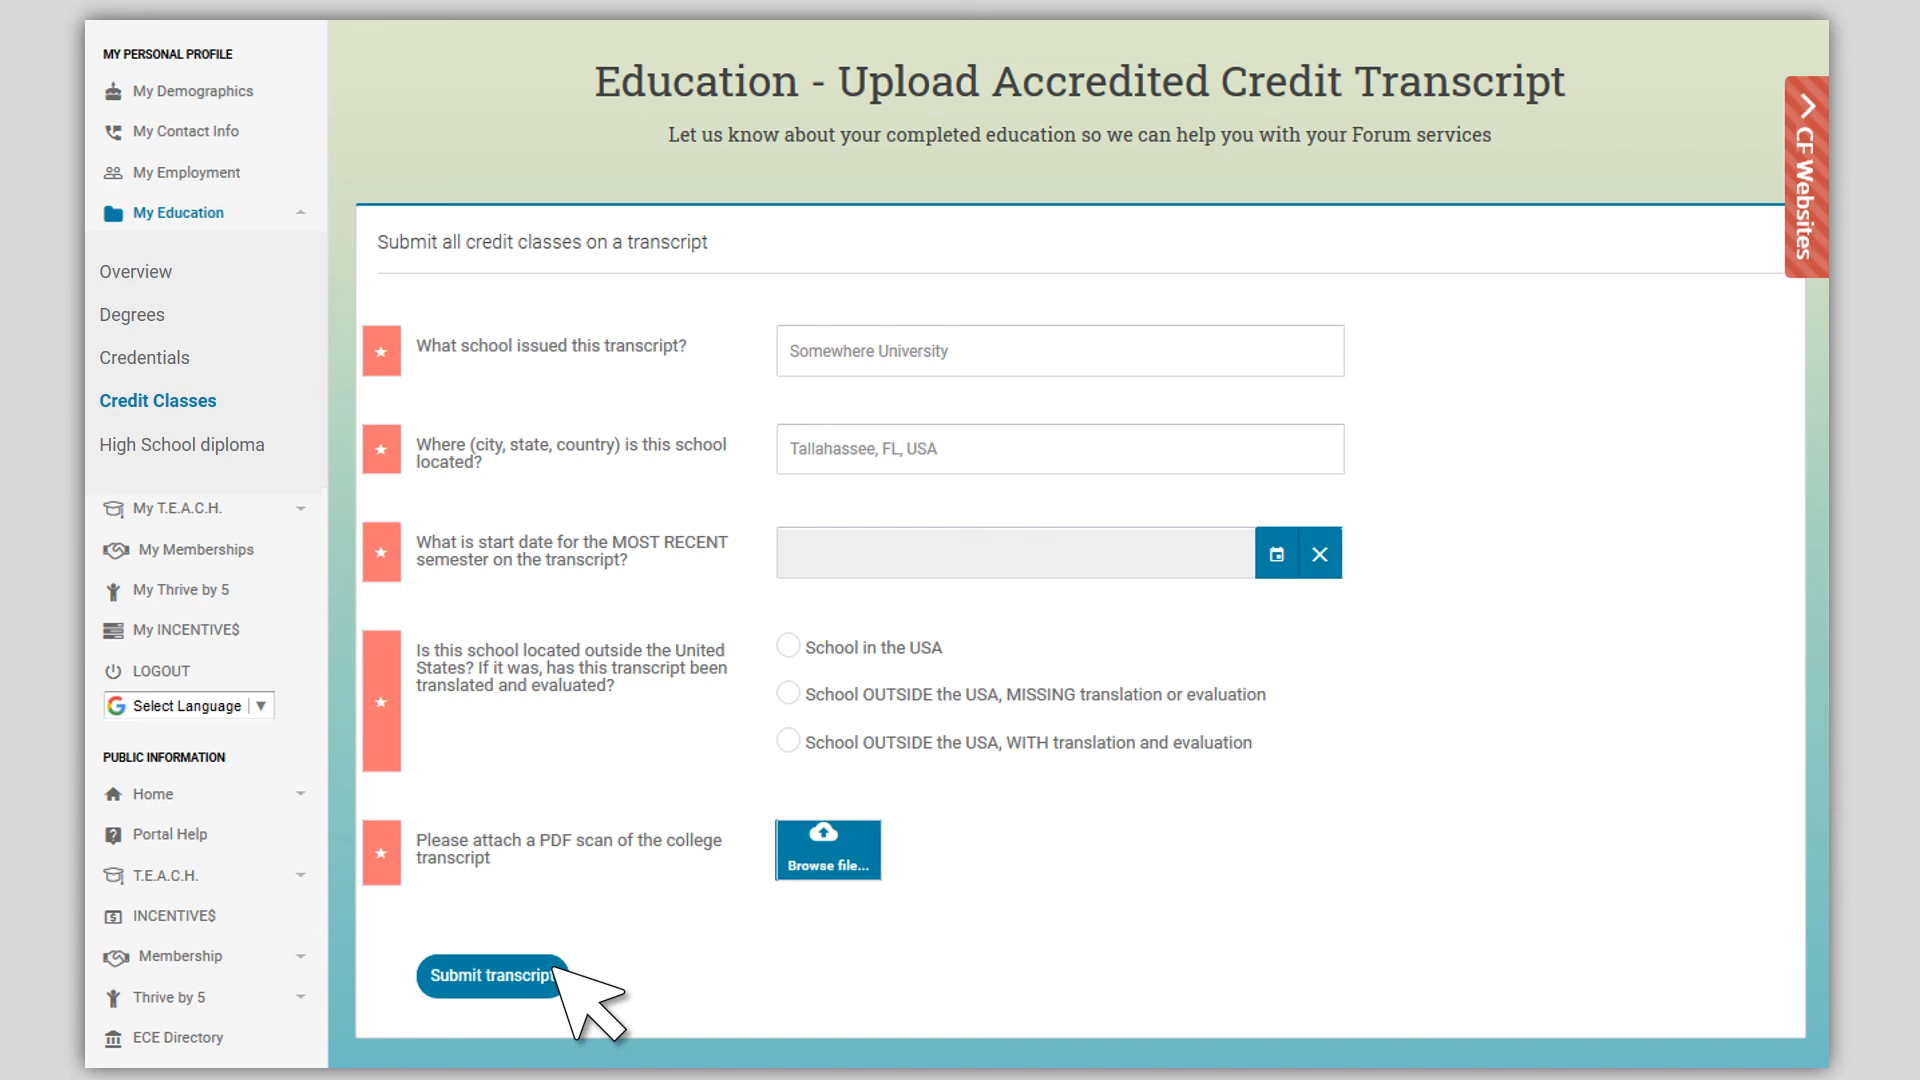 MY PERSONAL PROFILE
My Demographics
My Contact Info
My Employment
My Education
Overview
Degrees
Credentials
Credit Classes
High School diploma
My T.E.A.C.H.
My Memberships
My Thrive by 5
My INCENTIVE$
LOGOUT
Select Language
PUBLIC INFORMATION
Home
Portal Help
T.E.A.C.H.
INCENTIVE$
Membership
Thrive by 5
ECE Directory
Education - Upload Accredited Credit Transcript
Let us know about your completed education so we can help you with your Forum services
CF Websites
Submit all credit classes on a transcript
What school issued this transcript?
Somewhere University
Where (city, state, country) is this school
located?
Tallahassee, FL, USA
What is start date for the MOST RECENT
semester on the transcript?
Is this school located outside the United
States? If it was, has this transcript been
translated and evaluated?
School in the USA
School OUTSIDE the USA, MISSING translation or evaluation
School OUTSIDE the USA, WITH translation and evaluation
Please attach a PDF scan of the college
transcript
Browse file...
Submit transcript